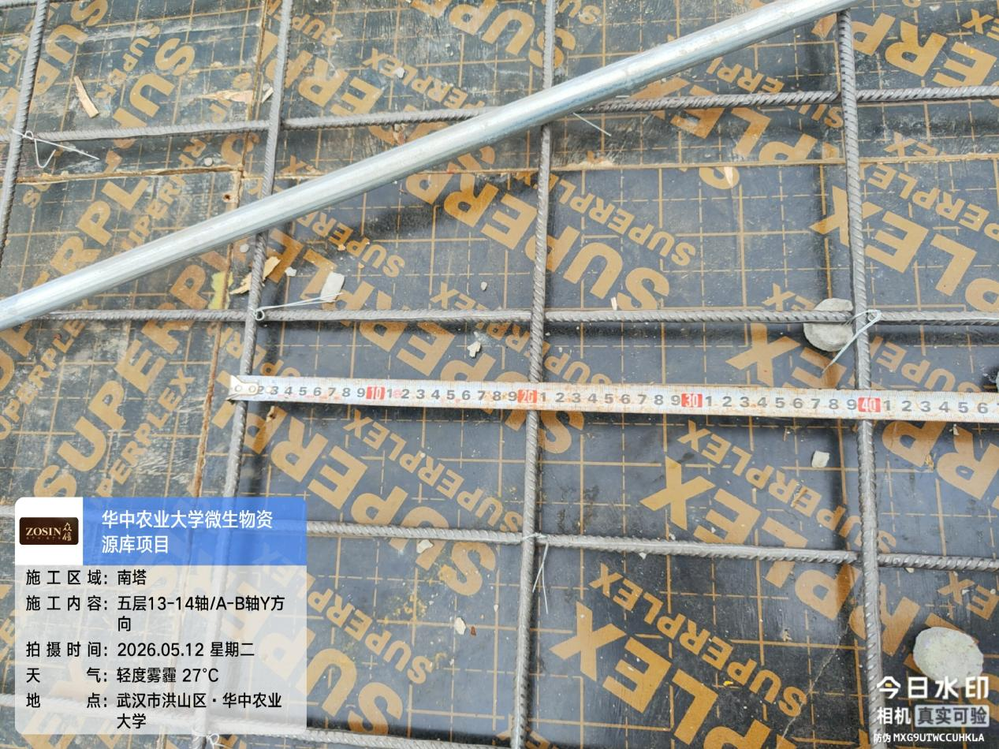 SUPERPLEX
SUPERPLEX
SUPERPLEX
SUPERPLEX
SUPERPLEX
2 3 4 5 6 7 8 9 10 1 2 3 4 5 6 7 8 9 20 1 2 3 4 5 6 7 8 9 30 1 2 3 4 5 6 7 8 9 40 1 2 3 4 5 6
ZOSIN 众信
华中农业大学微生物资
源库项目
施工区域：南塔
施工内容：五层13-14轴/A-B轴Y方
向
拍摄时间：2026.05.12 星期二
天气：轻度雾霾 27°C
地点：武汉市洪山区·华中农业
大学
今日水印
相机 真实可验
防伪 MXG9UTWCCUHKLA